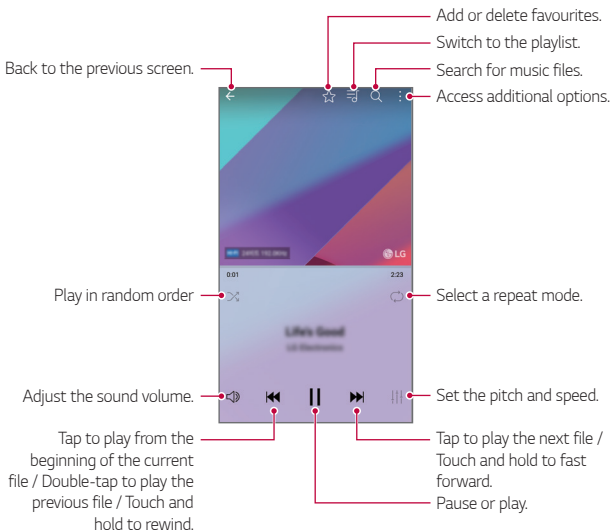 Add or delete favourites.
Switch to the playlist.
Back to the previous screen.
Search for music files.
Access additional options.
LG
0:01
2:23
Play in random order
Select a repeat mode.
Life's Good
LG Electronics
Adjust the sound volume.
Set the pitch and speed.
Tap to play from the
beginning of the current
file / Double-tap to play the
previous file / Touch and
hold to rewind.
Tap to play the next file /
Touch and hold to fast
forward.
Pause or play.